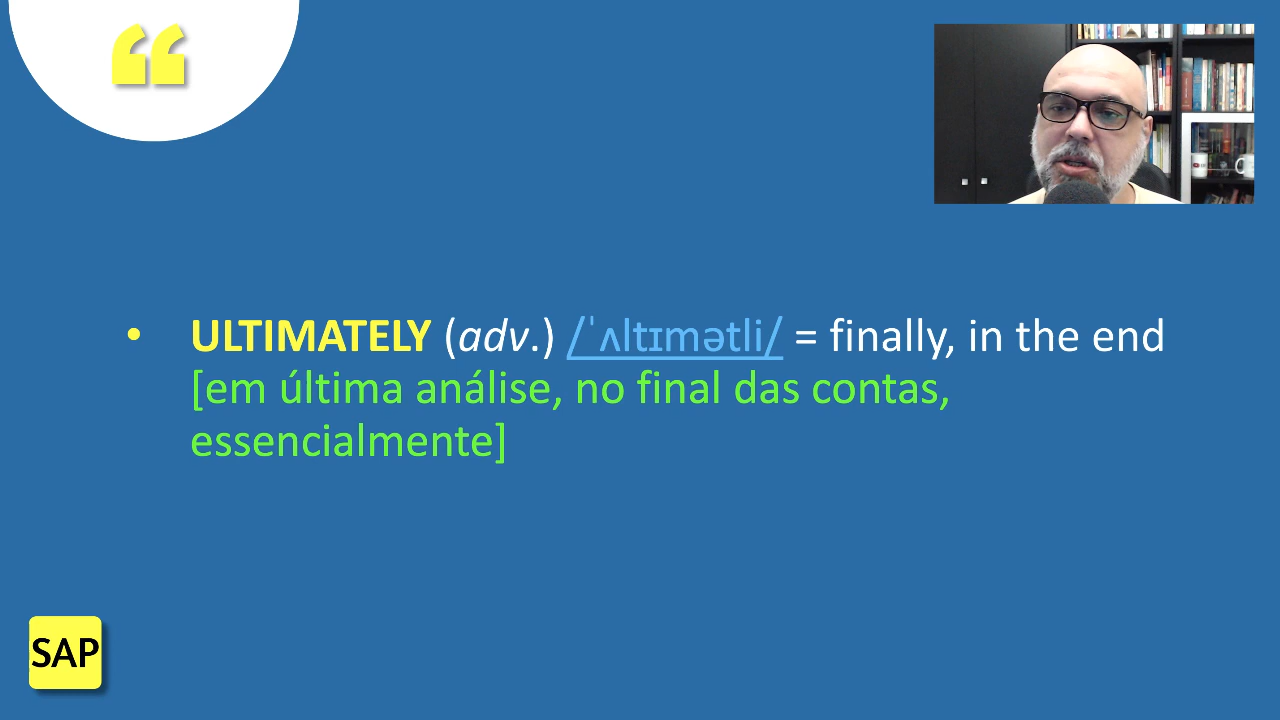 “
• ULTIMATELY (adv.) /ˈʌltɪmətli/ = finally, in the end
[em última análise, no final das contas,
essencialmente]
SAP